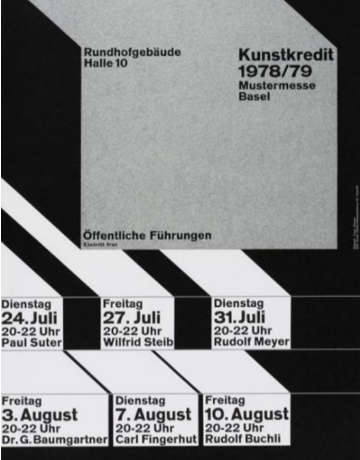 Rundhofgebäude
Halle 10
Kunstkredit
1978/79
Mustermesse
Basel
Öffentliche Führungen
Eintritt frei
Dienstag
24. Juli
20-22 Uhr
Paul Suter
Freitag
27. Juli
20-22 Uhr
Wilfrid Steib
Dienstag
31. Juli
20-22 Uhr
Rudolf Meyer
Freitag
3. August
20-22 Uhr
Dr. G. Baumgartner
Dienstag
7. August
20-22 Uhr
Carl Fingerhut
Freitag
10. August
20-22 Uhr
Rudolf Buchli